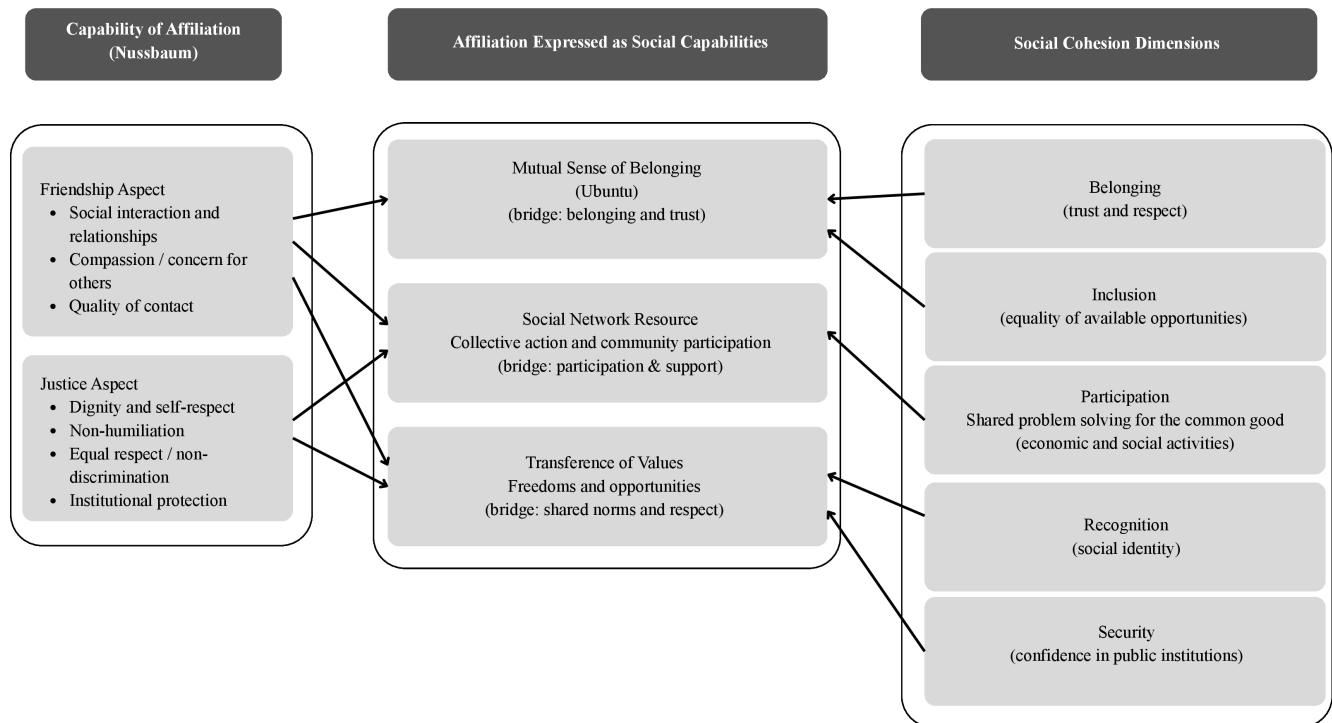 Capability of Affiliation
(Nussbaum)
Affiliation Expressed as Social Capabilities
Social Cohesion Dimensions
Friendship Aspect
• Social interaction and
relationships
• Compassion / concern for
others
• Quality of contact
Justice Aspect
• Dignity and self-respect
• Non-humiliation
• Equal respect / non-
discrimination
• Institutional protection
Mutual Sense of Belonging
(Ubuntu)
(bridge: belonging and trust)
Social Network Resource
Collective action and community participation
(bridge: participation & support)
Transference of Values
Freedoms and opportunities
(bridge: shared norms and respect)
Belonging
(trust and respect)
Inclusion
(equality of available opportunities)
Participation
Shared problem solving for the common good
(economic and social activities)
Recognition
(social identity)
Security
(confidence in public institutions)